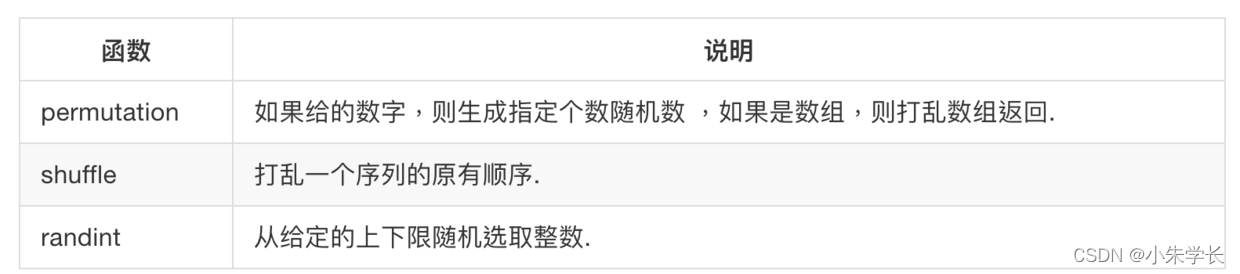 函数 说明
permutation 如果给的数字，则生成指定个数随机数 ，如果是数组，则打乱数组返回.
shuffle 打乱一个序列的原有顺序.
randint 从给定的上下限随机选取整数.
CSDN @小朱学长